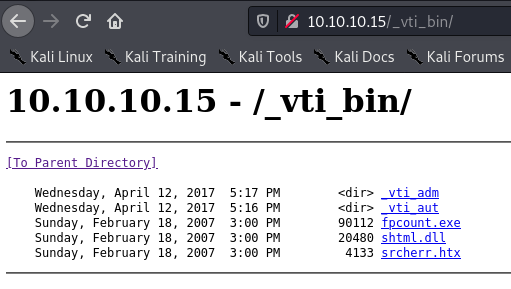 10.10.10.15/_vti_bin/
Kali Linux Kali Training Kali Tools Kali Docs Kali Forums
10.10.10.15 - /_vti_bin/
[To Parent Directory]
Wednesday, April 12, 2017 5:17 PM <dir> _vti_adm
Wednesday, April 12, 2017 5:16 PM <dir> _vti_aut
Sunday, February 18, 2007 3:00 PM 90112 fpcount.exe
Sunday, February 18, 2007 3:00 PM 20480 shtml.dll
Sunday, February 18, 2007 3:00 PM 4133 srcherr.htx